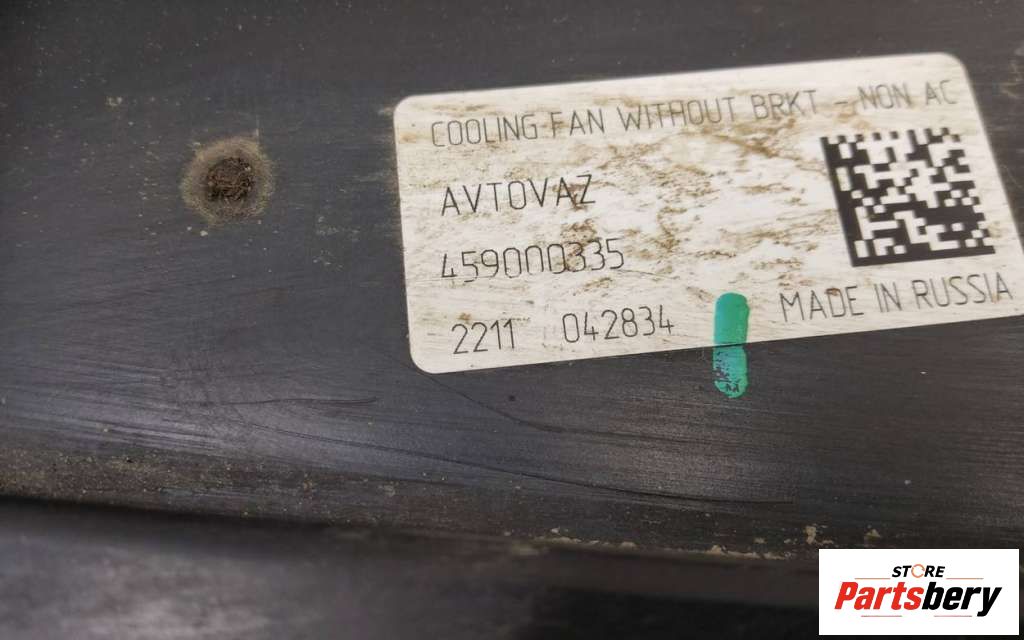 COOLING FAN WITHOUT BRKT - NON AC
AVTOVAZ
459000335
2211 042834
MADE IN RUSSIA
STORE
Partsbery